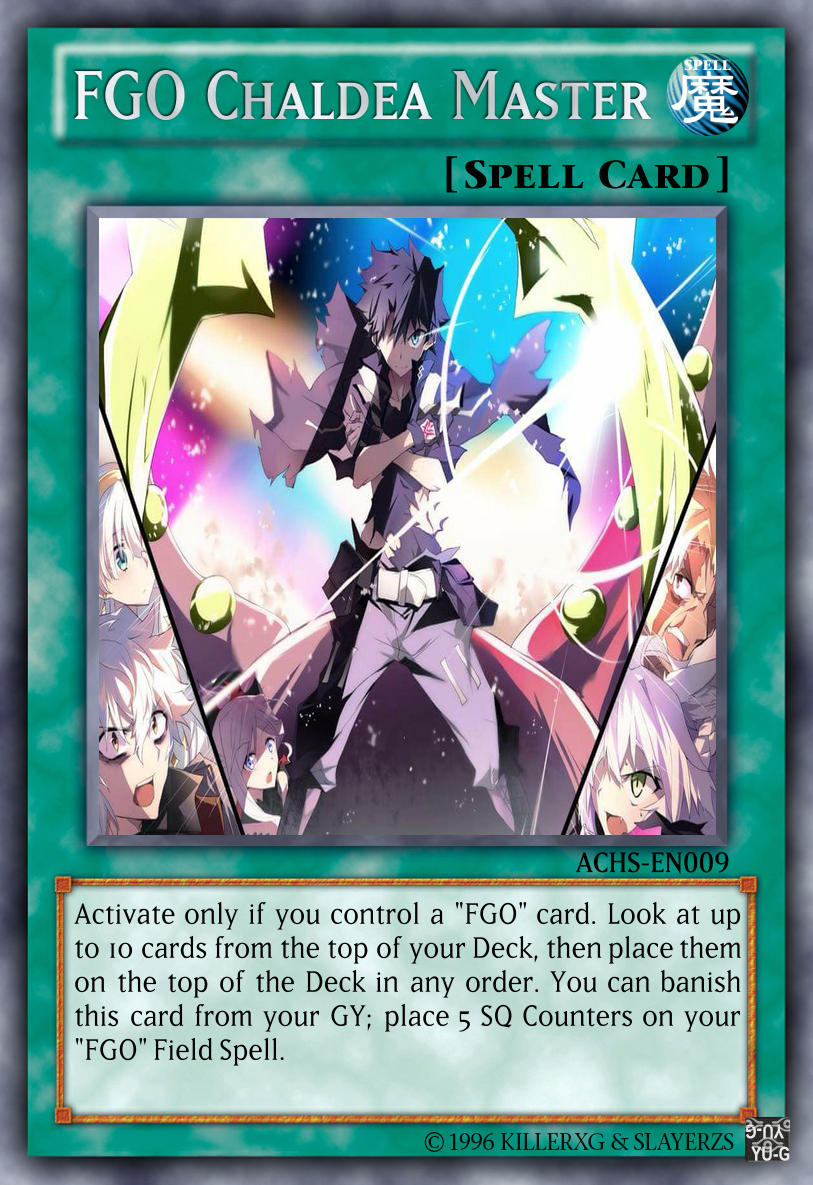 FGO CHALDEA MASTER
SPELL
魔
[SPELL CARD]
ACHS-EN009
Activate only if you control a "FGO" card. Look at up
to 10 cards from the top of your Deck, then place them
on the top of the Deck in any order. You can banish
this card from your GY; place 5 SQ Counters on your
"FGO" Field Spell.
© 1996 KILLERXG & SLAYERZS
YU-G